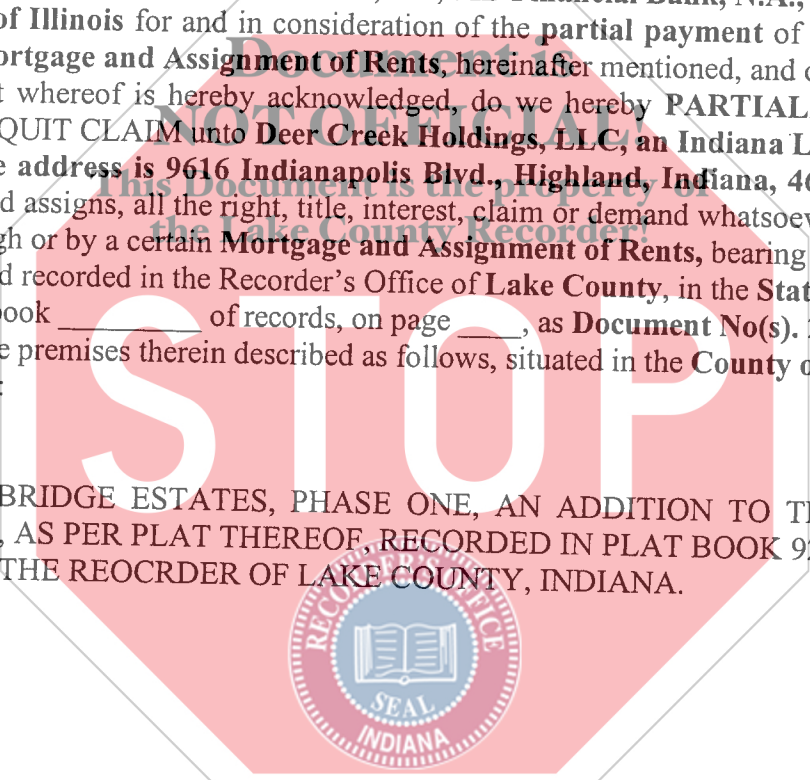 Financial Bank, N.A.,
of Illinois for and in consideration of the partial payment of
ortgage and Assignment of Rents, hereinafter mentioned, and
t whereof is hereby acknowledged, do we hereby PARTIAL
QUIT CLAIM unto Deer Creek Holdings, LLC, an Indiana L
e address is 9616 Indianapolis Blvd., Highland, Indiana, 4
d assigns, all the right, title, interest, claim or demand whatsoev
gh or by a certain Mortgage and Assignment of Rents, bearing
d recorded in the Recorder's Office of Lake County, in the Stat
ook __________ of records, on page ____, as Document No(s).
e premises therein described as follows, situated in the County o
:
BRIDGE ESTATES, PHASE ONE, AN ADDITION TO T
, AS PER PLAT THEREOF, RECORDED IN PLAT BOOK 9
THE REOCRDER OF LAKE COUNTY, INDIANA.
Document is
NOT OFFICIAL!
This Document is the property of
the Lake County Recorder!
STOP
RECORDER'S OFFICE
SEAL
INDIANA